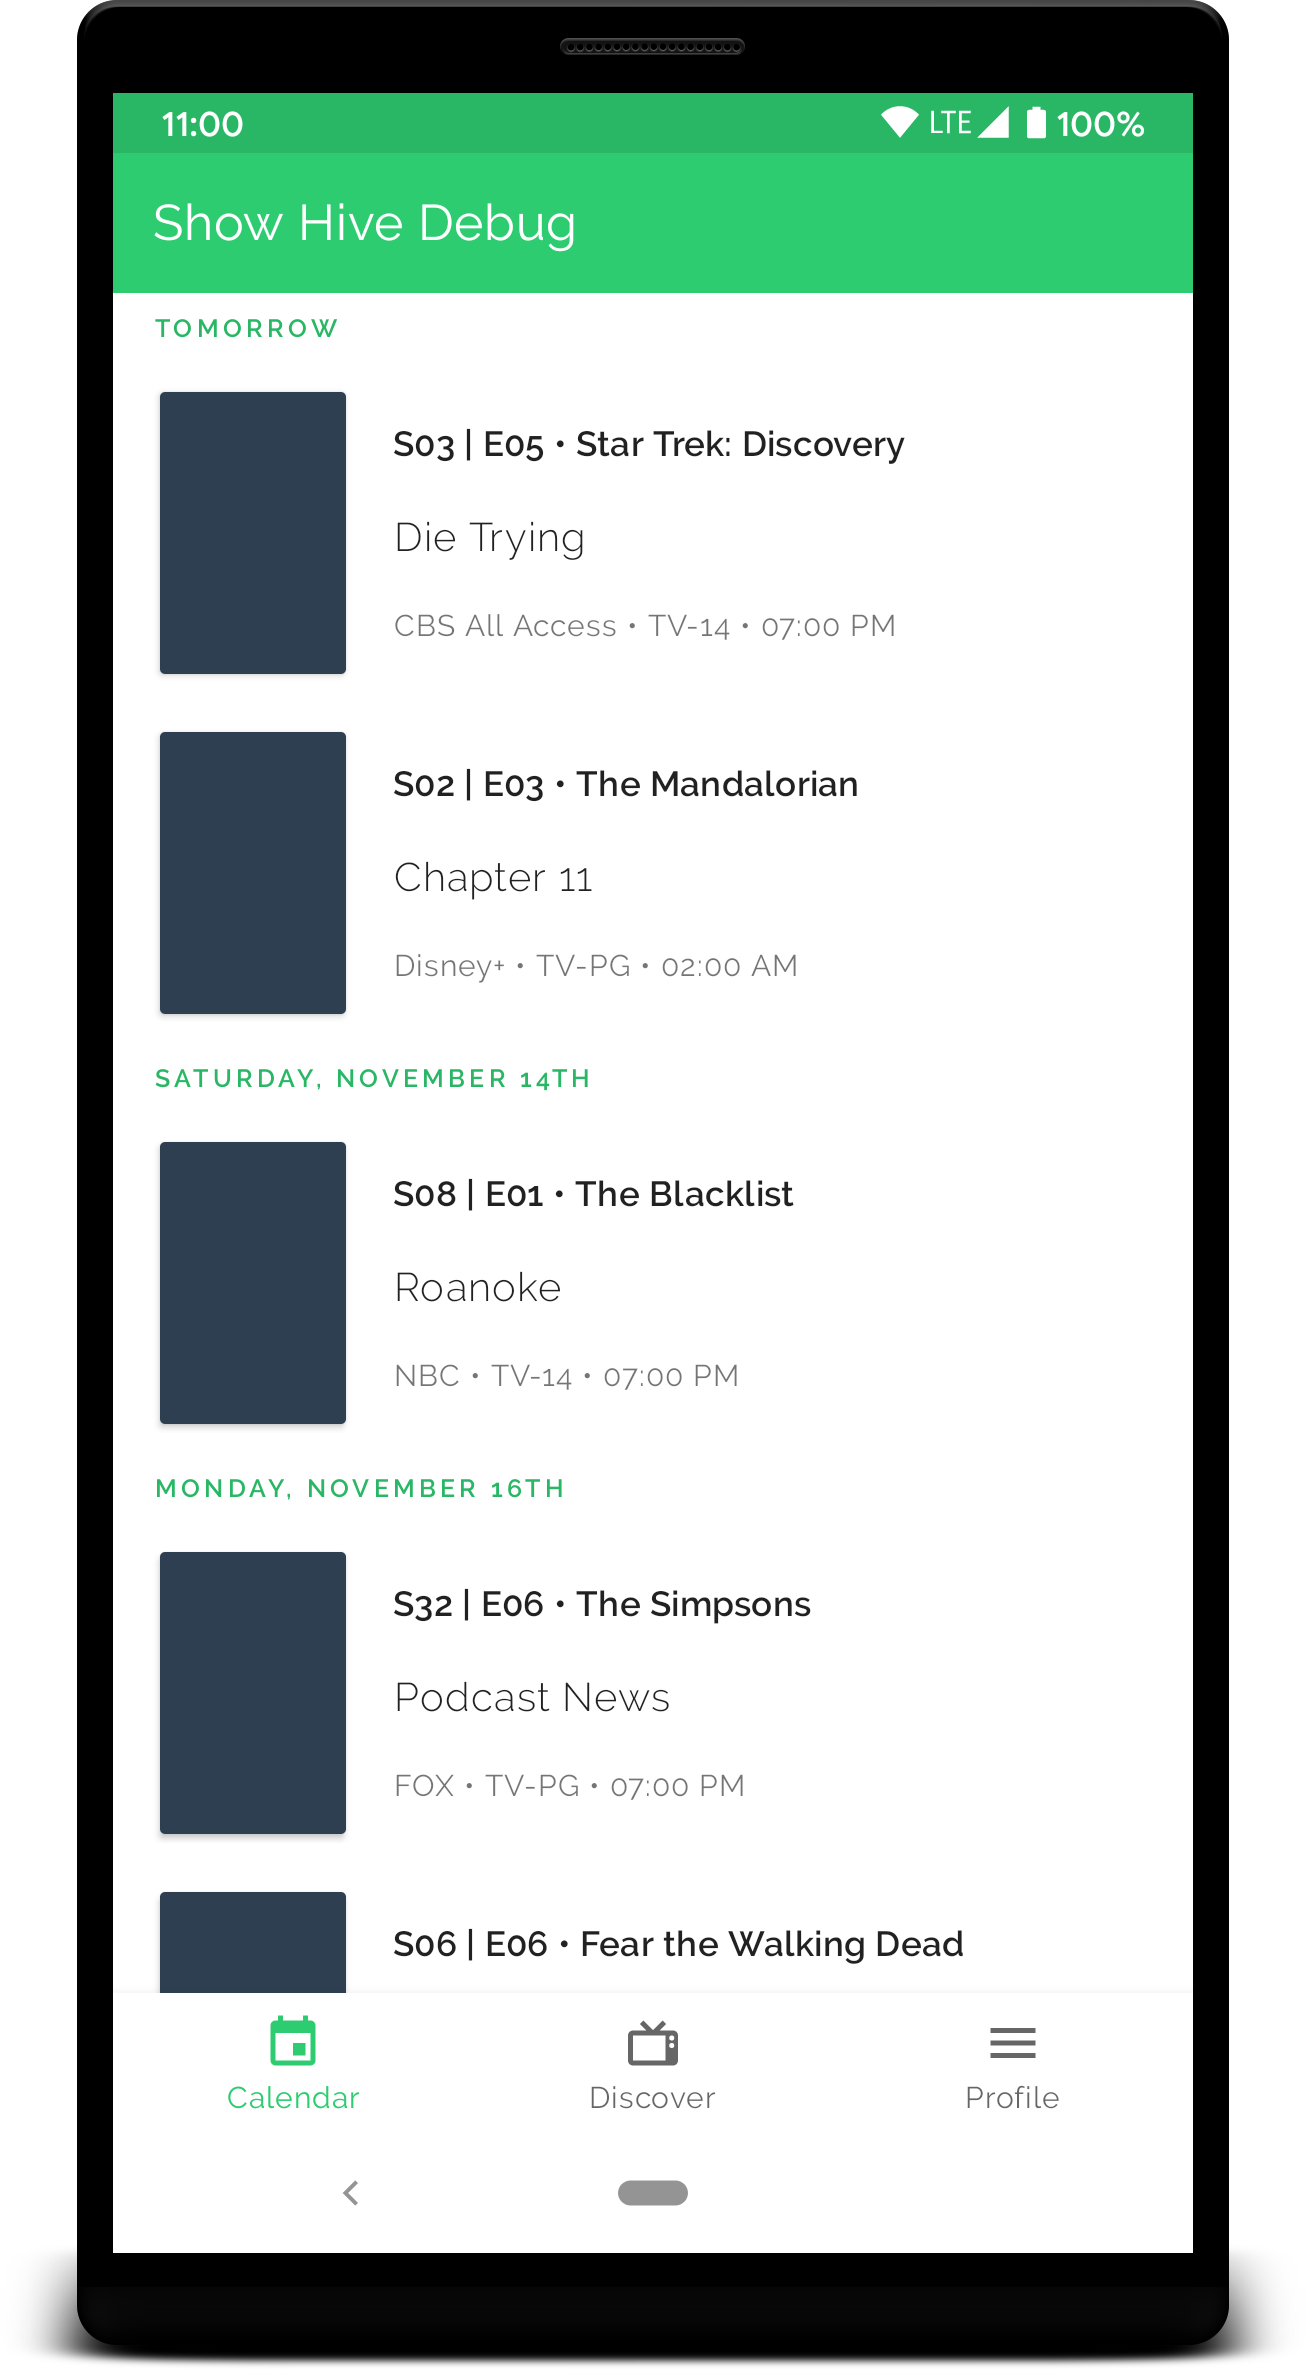 11:00 LTE 100%
Show Hive Debug
TOMORROW
S03 | E05 • Star Trek: Discovery
Die Trying
CBS All Access • TV-14 • 07:00 PM
S02 | E03 • The Mandalorian
Chapter 11
Disney+ • TV-PG • 02:00 AM
SATURDAY, NOVEMBER 14TH
S08 | E01 • The Blacklist
Roanoke
NBC • TV-14 • 07:00 PM
MONDAY, NOVEMBER 16TH
S32 | E06 • The Simpsons
Podcast News
FOX • TV-PG • 07:00 PM
S06 | E06 • Fear the Walking Dead
Calendar Discover Profile